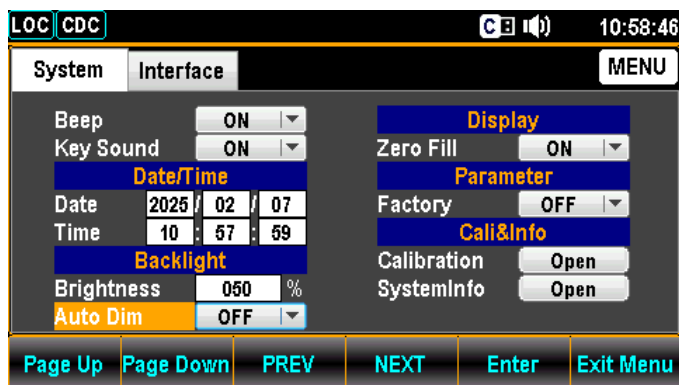 LOC CDC C 10:58:46
System Interface MENU
Beep ON
Key Sound ON
Date/Time
Date 2025 / 02 / 07
Time 10 : 57 : 59
Backlight
Brightness 050 %
Auto Dim OFF
Display
Zero Fill ON
Parameter
Factory OFF
Cali&Info
Calibration Open
SystemInfo Open
Page Up Page Down PREV NEXT Enter Exit Menu